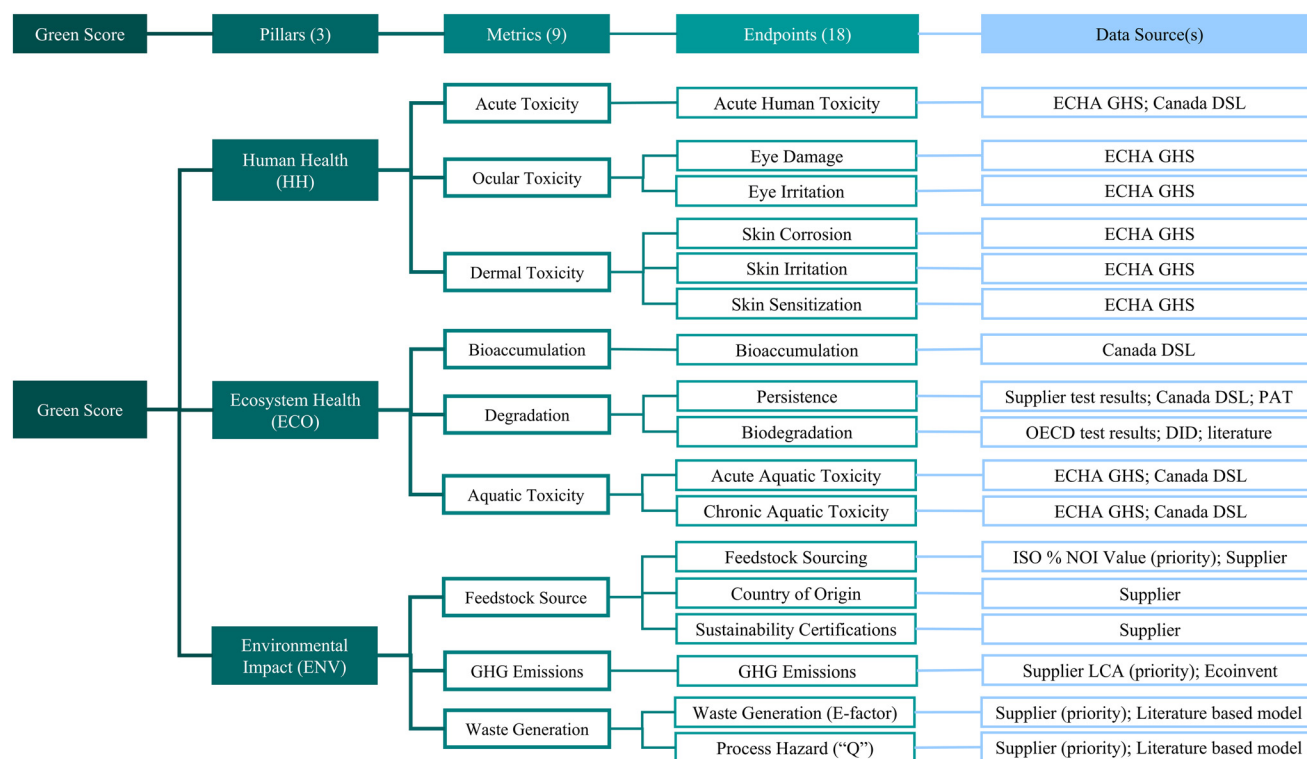 Green Score
Pillars (3)
Metrics (9)
Endpoints (18)
Data Source(s)
Acute Toxicity
Acute Human Toxicity
ECHA GHS; Canada DSL
Human Health
(HH)
Ocular Toxicity
Eye Damage
ECHA GHS
Eye Irritation
ECHA GHS
Dermal Toxicity
Skin Corrosion
ECHA GHS
Skin Irritation
ECHA GHS
Skin Sensitization
ECHA GHS
Green Score
Ecosystem Health
(ECO)
Bioaccumulation
Bioaccumulation
Canada DSL
Degradation
Persistence
Supplier test results; Canada DSL; PAT
Biodegradation
OECD test results; DID; literature
Aquatic Toxicity
Acute Aquatic Toxicity
ECHA GHS; Canada DSL
Chronic Aquatic Toxicity
ECHA GHS; Canada DSL
Environmental
Impact (ENV)
Feedstock Source
Feedstock Sourcing
ISO % NOI Value (priority); Supplier
Country of Origin
Supplier
Sustainability Certifications
Supplier
GHG Emissions
GHG Emissions
Supplier LCA (priority); Ecoinvent
Waste Generation
Waste Generation (E-factor)
Supplier (priority); Literature based model
Process Hazard (“Q”)
Supplier (priority); Literature based model